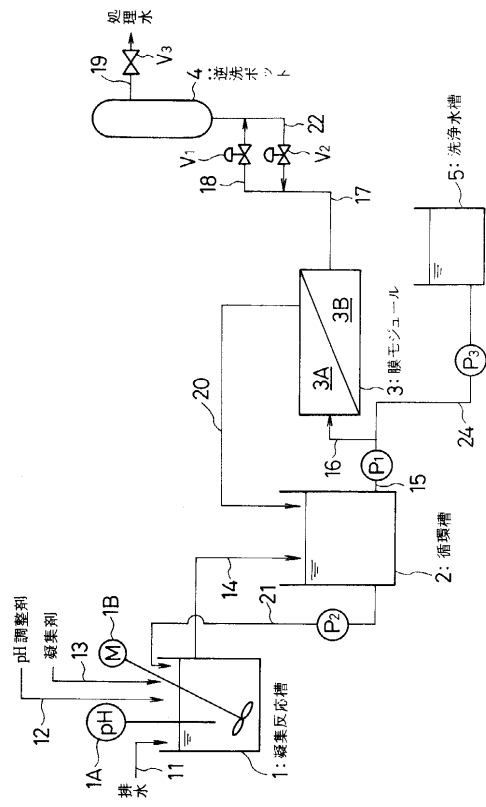 pH調整剤
凝集剤
12
13
1A
pH
M
1B
排水
11
1: 凝集反応槽
14
21
P2
2: 循環槽
20
15
P1
16
3A
3B
3: 膜モジュール
24
P3
5: 洗浄水槽
17
18
V1
V2
22
4: 逆洗ポット
19
V3
処理水